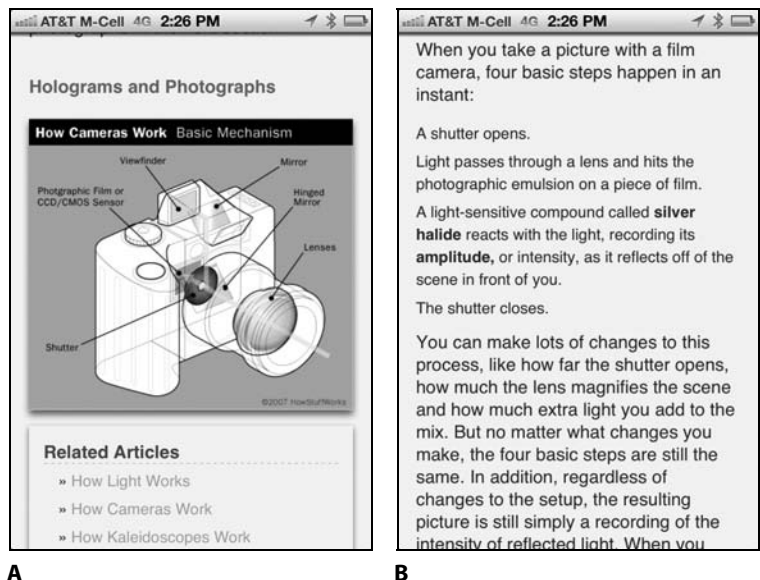 AT&T M-Cell 4G 2:26 PM
Holograms and Photographs
How Cameras Work Basic Mechanism
Viewfinder
Mirror
Photgraphic Film or
CCD/CMOS Sensor
Hinged
Mirror
Lenses
Shutter
©2007 HowStuffWorks
Related Articles
» How Light Works
» How Cameras Work
» How Kaleidoscopes Work
A
AT&T M-Cell 4G 2:26 PM
When you take a picture with a film
camera, four basic steps happen in an
instant:
A shutter opens.
Light passes through a lens and hits the
photographic emulsion on a piece of film.
A light-sensitive compound called silver
halide reacts with the light, recording its
amplitude, or intensity, as it reflects off of the
scene in front of you.
The shutter closes.
You can make lots of changes to this
process, like how far the shutter opens,
how much the lens magnifies the scene
and how much extra light you add to the
mix. But no matter what changes you
make, the four basic steps are still the
same. In addition, regardless of
changes to the setup, the resulting
picture is still simply a recording of the
intensity of reflected light. When you
B